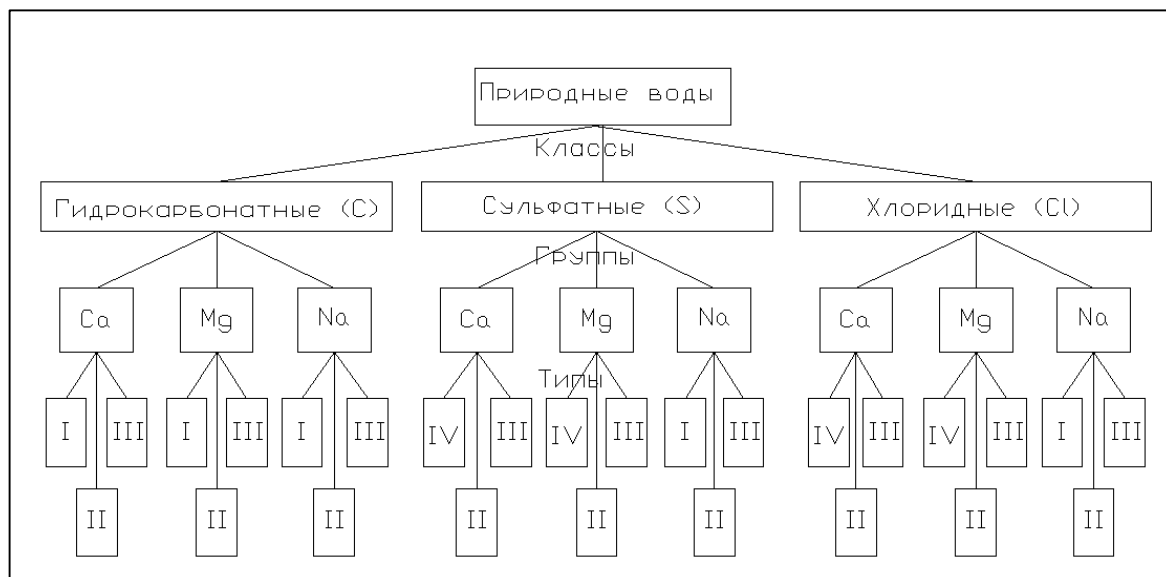 Природные воды
Классы
Гидрокарбонатные (C) Сульфатные (S) Хлоридные (Cl)
Группы
Ca Mg Na Ca Mg Na Ca Mg Na
Типы
I III I III I III IV III IV III I III IV III IV III I III
II II II II II II II II II